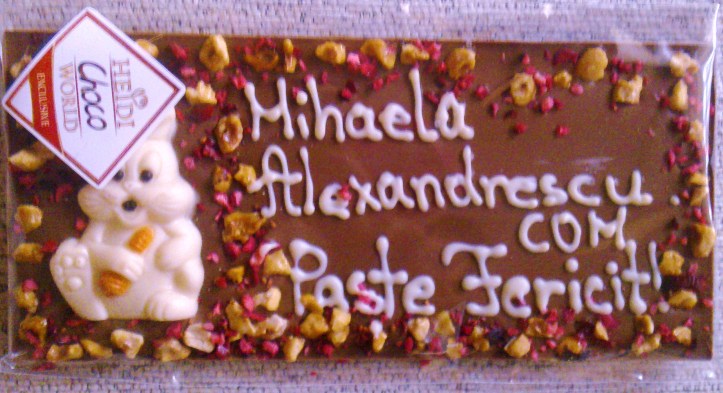 HEIDI
Choco
WORLD
EXCLUSIVE
Mihaela
Alexandrescu.
COM
Paste Fericit!